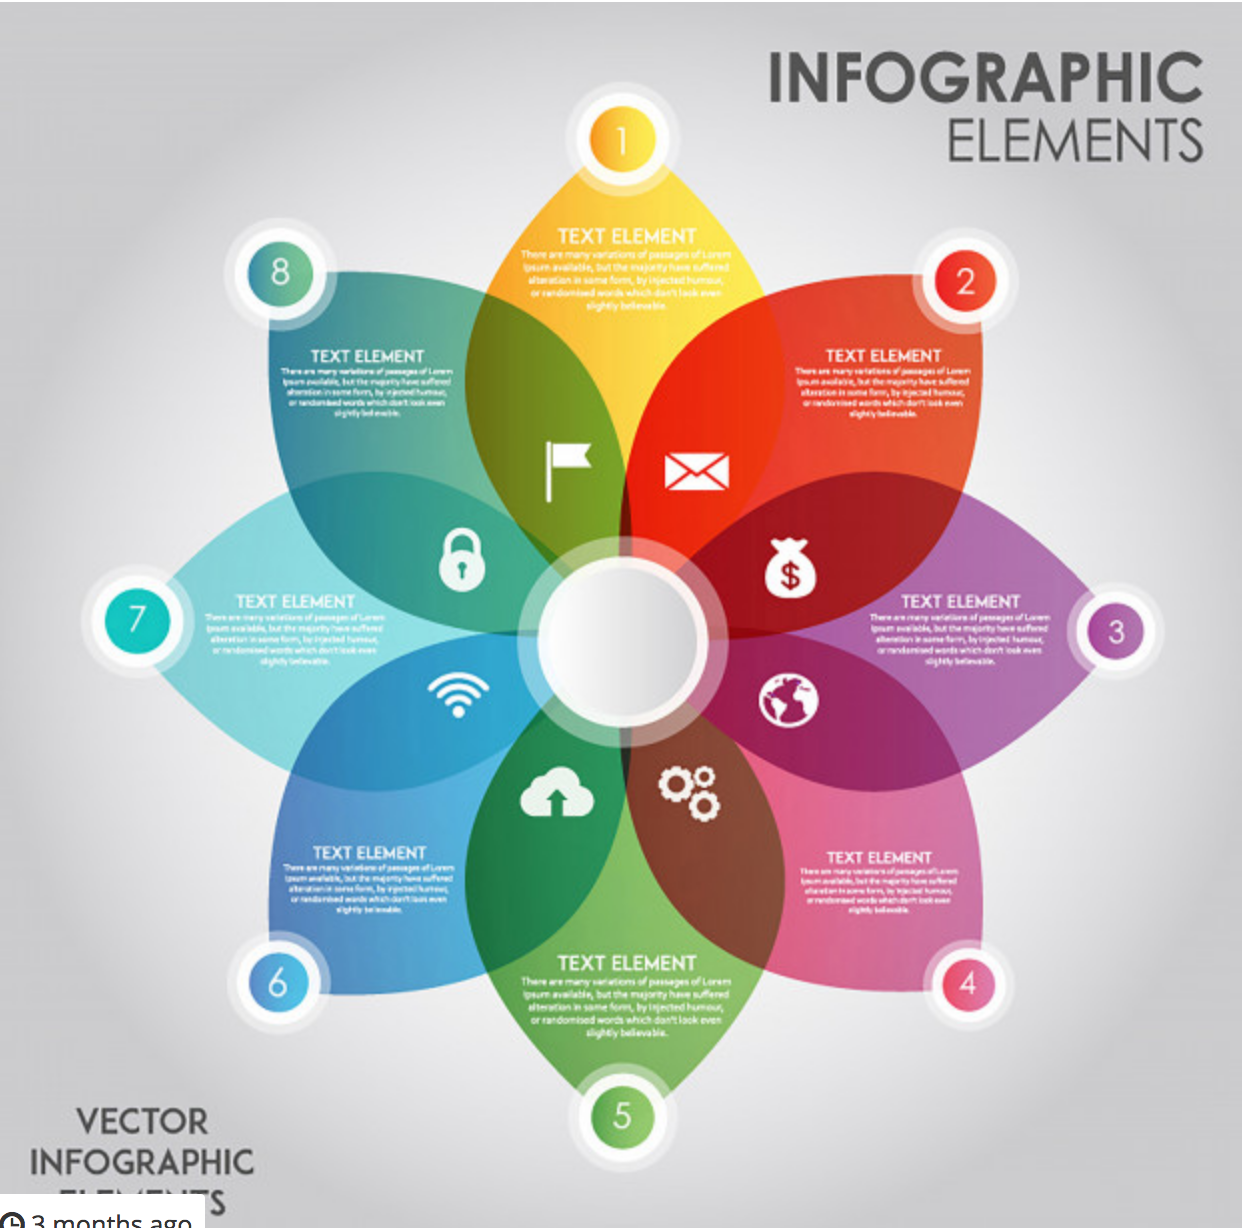 INFOGRAPHIC
ELEMENTS
1
TEXT ELEMENT
There are many variations of passages of Lorem
Ipsum available, but the majority have suffered
alteration in some form, by injected humour,
or randomised words which don't look even
slightly believable.
2
TEXT ELEMENT
There are many variations of passages of Lorem
Ipsum available, but the majority have suffered
alteration in some form, by injected humour,
or randomised words which don't look even
slightly believable.
3
TEXT ELEMENT
There are many variations of passages of Lorem
Ipsum available, but the majority have suffered
alteration in some form, by injected humour,
or randomised words which don't look even
slightly believable.
4
TEXT ELEMENT
There are many variations of passages of Lorem
Ipsum available, but the majority have suffered
alteration in some form, by injected humour,
or randomised words which don't look even
slightly believable.
5
TEXT ELEMENT
There are many variations of passages of Lorem
Ipsum available, but the majority have suffered
alteration in some form, by injected humour,
or randomised words which don't look even
slightly believable.
6
TEXT ELEMENT
There are many variations of passages of Lorem
Ipsum available, but the majority have suffered
alteration in some form, by injected humour,
or randomised words which don't look even
slightly believable.
7
TEXT ELEMENT
There are many variations of passages of Lorem
Ipsum available, but the majority have suffered
alteration in some form, by injected humour,
or randomised words which don't look even
slightly believable.
8
TEXT ELEMENT
There are many variations of passages of Lorem
Ipsum available, but the majority have suffered
alteration in some form, by injected humour,
or randomised words which don't look even
slightly believable.
$
VECTOR
INFOGRAPHIC
ELEMENTS
3 months ago